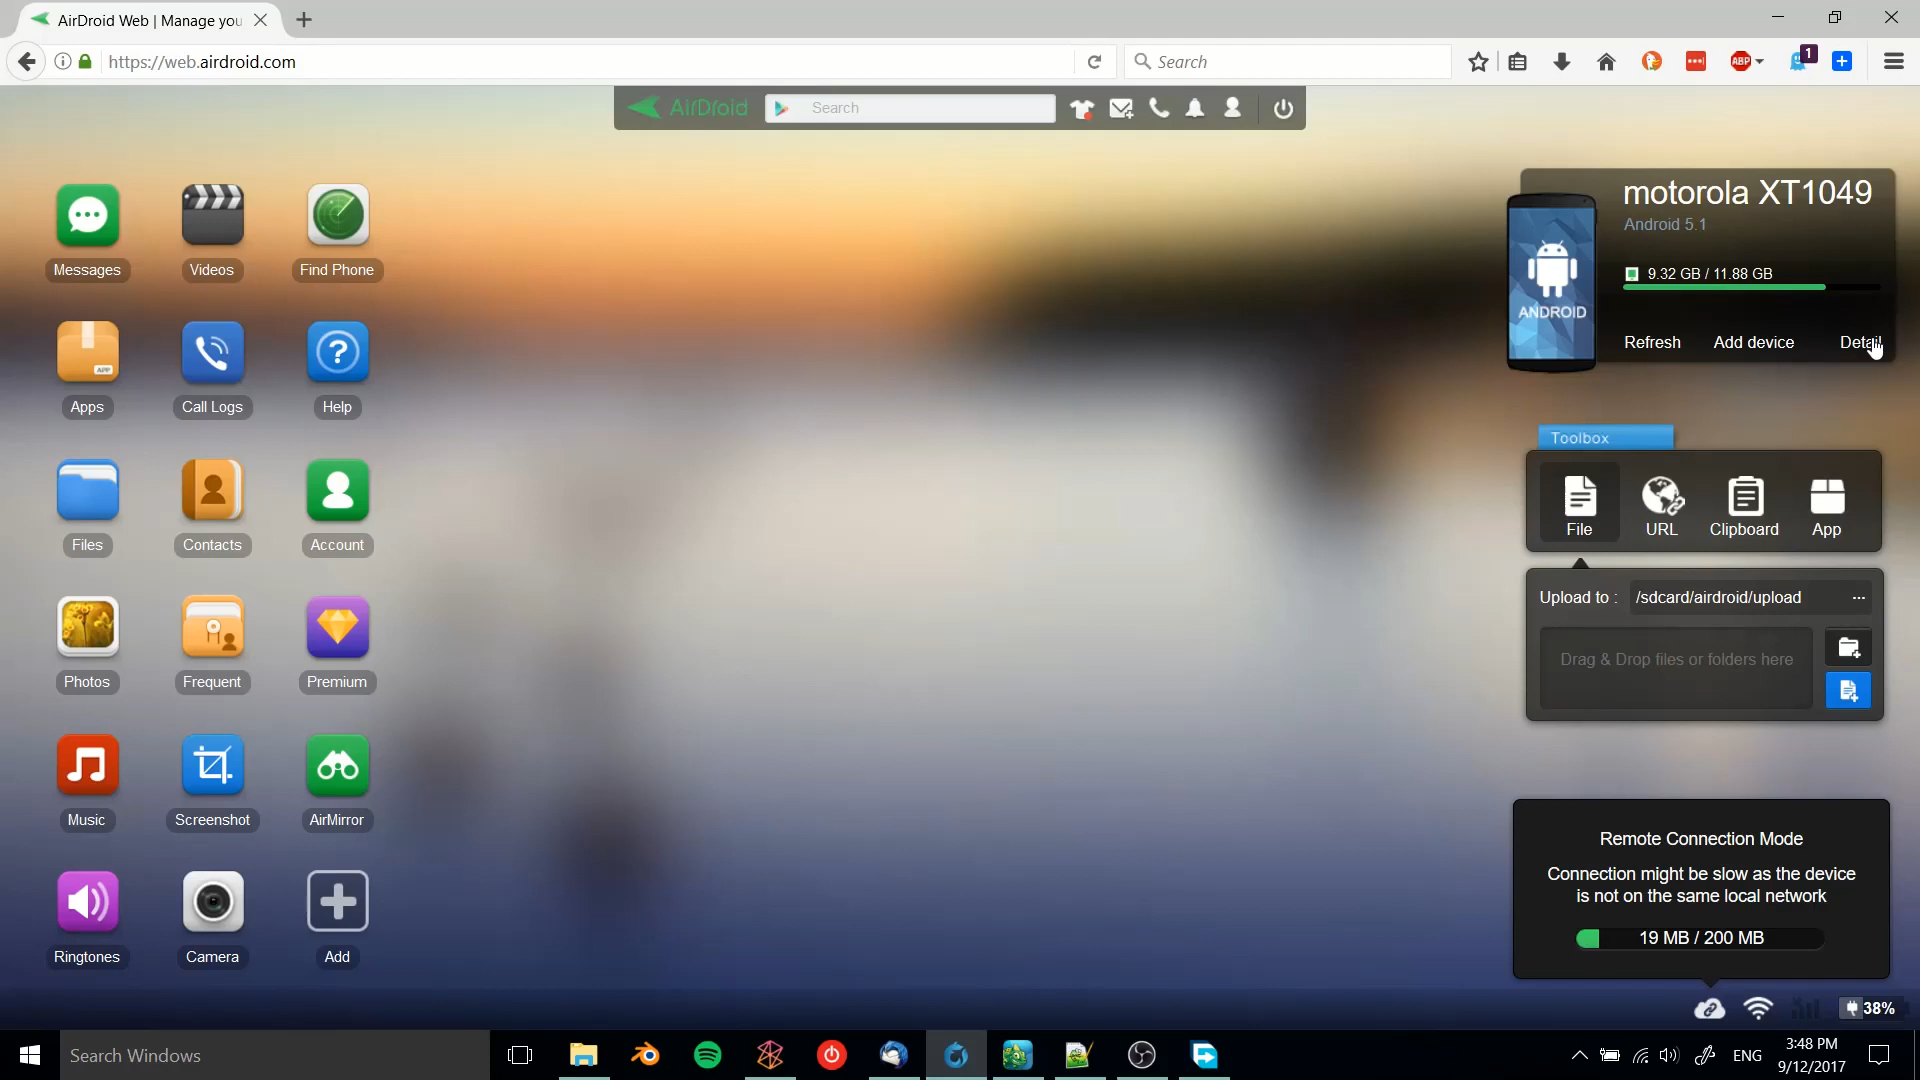 AirDroid Web | Manage you
https://web.airdroid.com
Search
ABP
1
AirDroid
Search
Messages
Videos
Find Phone
APP
Apps
Call Logs
Help
Files
Contacts
Account
Photos
Frequent
Premium
Music
Screenshot
AirMirror
Ringtones
Camera
Add
motorola XT1049
Android 5.1
9.32 GB / 11.88 GB
ANDROID
Refresh
Add device
Detail
Toolbox
File
URL
Clipboard
App
Upload to :
/sdcard/airdroid/upload
...
Drag & Drop files or folders here
Remote Connection Mode
Connection might be slow as the device
is not on the same local network
19 MB / 200 MB
38%
Search Windows
ENG
3:48 PM
9/12/2017